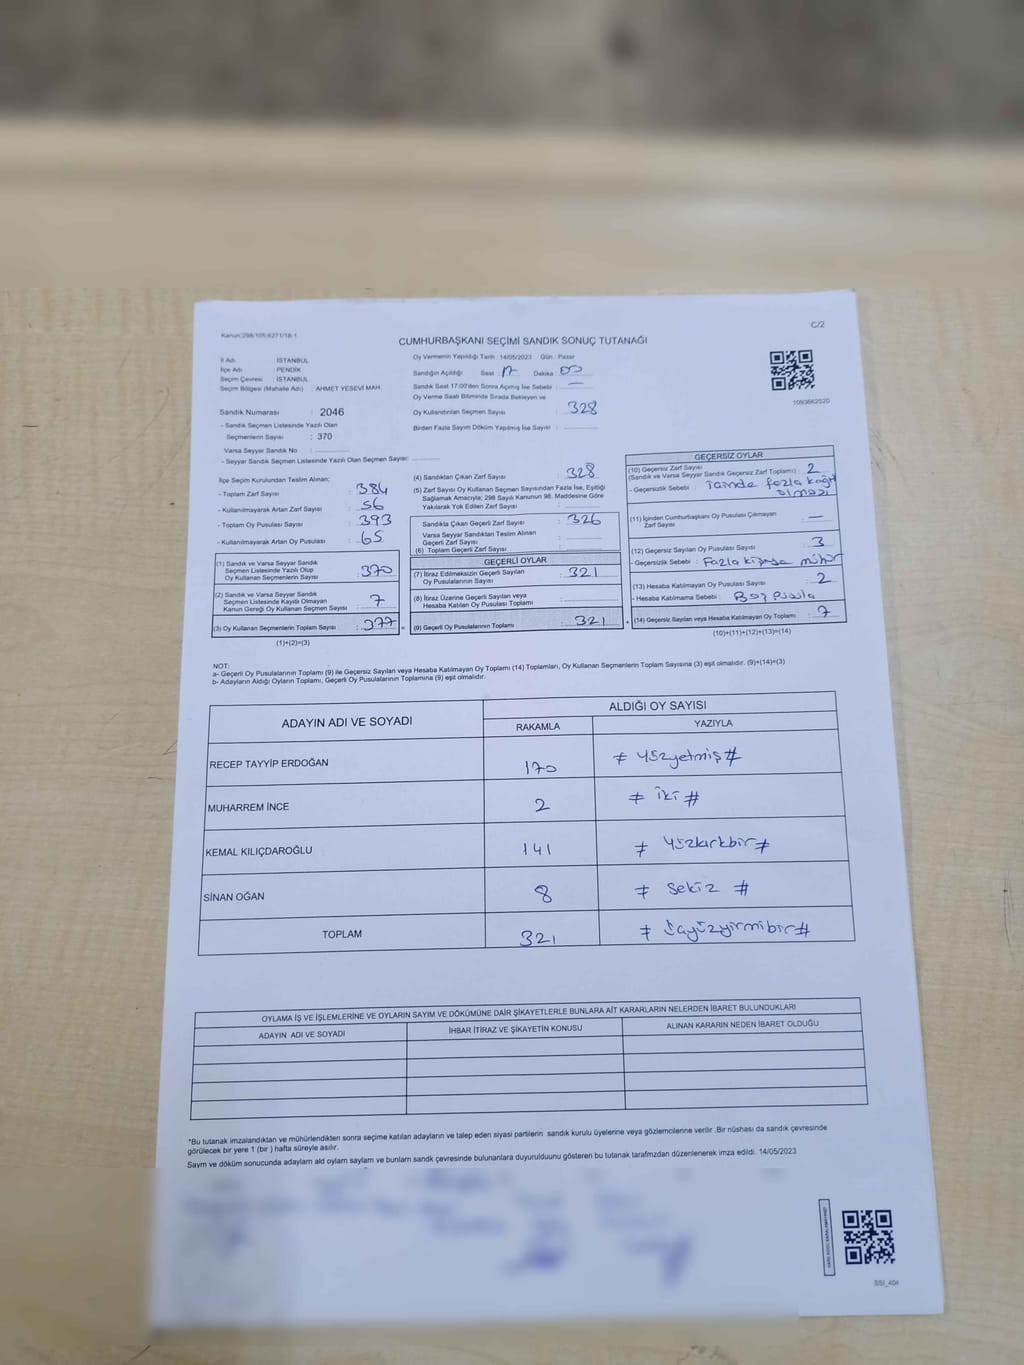 Kanun:298/105;6271/18-1
C/2
CUMHURBAŞKANI SEÇİMİ SANDIK SONUÇ TUTANAĞI
İl Adı : İSTANBUL
İlçe Adı : PENDİK
Seçim Çevresi : İSTANBUL
Seçim Bölgesi (Mahalle Adı) AHMET YESEVİ MAH.
Sandık Numarası : 2046
- Sandık Seçmen Listesinde Yazılı Olan
Seçmenlerin Sayısı : 370
Varsa Seyyar Sandık No :
- Seyyar Sandık Seçmen Listesinde Yazılı Olan Seçmen Sayısı:
Oy Vermenin Yapıldığı Tarih : 14/05/2023 Gün : Pazar
Sandığın Açıldığı Saat : 17 Dakika : 00
Sandık Saat 17:00'den Sonra Açımış İse Sebebi : —
Oy Verme Saati Bitiminde Sırada Bekleyen ve
Oy Kullandırılan Seçmen Sayısı : 328
Birden Fazla Sayım Döküm Yapılmış İse Sayısı :
1093662520
İlçe Seçim Kurulundan Teslim Alınan;
- Toplam Zarf Sayısı : 384
- Kullanılmayarak Artan Zarf Sayısı : 56
- Toplam Oy Pusulası Sayısı : 393
- Kullanılmayarak Artan Oy Pusulası : 65
(1) Sandık ve Varsa Seyyar Sandık
Seçmen Listesinde Yazılı Olup
Oy Kullanan Seçmenlerin Sayısı : 370
(2) Sandık ve Varsa Seyyar Sandık
Seçmen Listesinde Kayıtlı Olmayan
Kanun Gereği Oy Kullanan Seçmen Sayısı : 7
(3) Oy Kullanan Seçmenlerin Toplam Sayısı : 377 =
(1)+(2)=(3)
(4) Sandıktan Çıkan Zarf Sayısı : 328
(5) Zarf Sayısı Oy Kullanan Seçmen Sayısından Fazla İse, Eşitliği
Sağlamak Amacıyla; 298 Sayılı Kanunun 98. Maddesine Göre
Yakılarak Yok Edilen Zarf Sayısı :
Sandıkla Çıkan Geçerli Zarf Sayısı : 326
Varsa Seyyar Sandıktan Teslim Alınan
Geçerli Zarf Sayısı :
(6) Toplam Geçerli Zarf Sayısı :
GEÇERLİ OYLAR
(7) İtiraz Edilmeksizin Geçerli Sayılan
Oy Pusulalarının Sayısı : 321
(8) İtiraz Üzerine Geçerli Sayılan veya
Hesaba Katılan Oy Pusulası Toplamı :
(9) Geçerli Oy Pusulalarının Toplamı : 321 +
GEÇERSİZ OYLAR
(10) Geçersiz Zarf Sayısı
(Sandık ve Varsa Seyyar Sandık Geçersiz Zarf Toplamı) : 2
- Geçersizlik Sebebi : İçinde fazla kağıt
olması
(11) İçinden Cumhurbaşkanı Oy Pusulası Çıkmayan
Zarf Sayısı : —
(12) Geçersiz Sayılan Oy Pusulası Sayısı : 3
- Geçersizlik Sebebi : Fazla kişiye mühür
(13) Hesaba Katılmayan Oy Pusulası Sayısı : 2
- Hesaba Katılmama Sebebi : Boş Pusula
(14) Geçersiz Sayılan veya Hesaba Katılmayan Oy Toplamı : 7
(10)+(11)+(12)+(13)=(14)
NOT:
a- Geçerli Oy Pusulalarının Toplamı (9) ile Geçersiz Sayılan veya Hesaba Katılmayan Oy Toplamı (14) Toplamları, Oy Kullanan Seçmenlerin Toplam Sayısına (3) eşit olmalıdır. (9)+(14)=(3)
b- Adayların Aldığı Oyların Toplamı, Geçerli Oy Pusulalarının Toplamına (9) eşit olmalıdır.
ADAYIN ADI VE SOYADI ALDIĞI OY SAYISI
RAKAMLA YAZIYLA
RECEP TAYYİP ERDOĞAN 170 # yüzyetmiş #
MUHARREM İNCE 2 # iki #
KEMAL KILIÇDAROĞLU 141 # yüzkırkbir #
SİNAN OĞAN 8 # sekiz #
TOPLAM 321 # üçyüzyirmibir #
OYLAMA İŞ VE İŞLEMLERİNE VE OYLARIN SAYIM VE DÖKÜMÜNE DAİR ŞİKAYETLERLE BUNLARA AİT KARARLARIN NELERDEN İBARET BULUNDUKLARI
ADAYIN ADI VE SOYADI İHBAR İTİRAZ VE ŞİKAYETİN KONUSU ALINAN KARARIN NEDEN İBARET OLDUĞU
*Bu tutanak imzalandıktan ve mühürlendikten sonra seçime katılan adayların ve talep eden siyasi partilerin sandık kurulu üyelerine veya gözlemcilerine verilir .Bir nüshası da sandık çevresinde
görülecek bir yere 1 (bir ) hafta süreyle asılır.
Sayım ve döküm sonucunda adayların aldı oyların sayları ve bunların sandk çevresinde bulunanlara duyurulduunu gösteren bu tutanak tarafmzdan düzenlenerek imza edildi. 14/05/2023
SSI_404